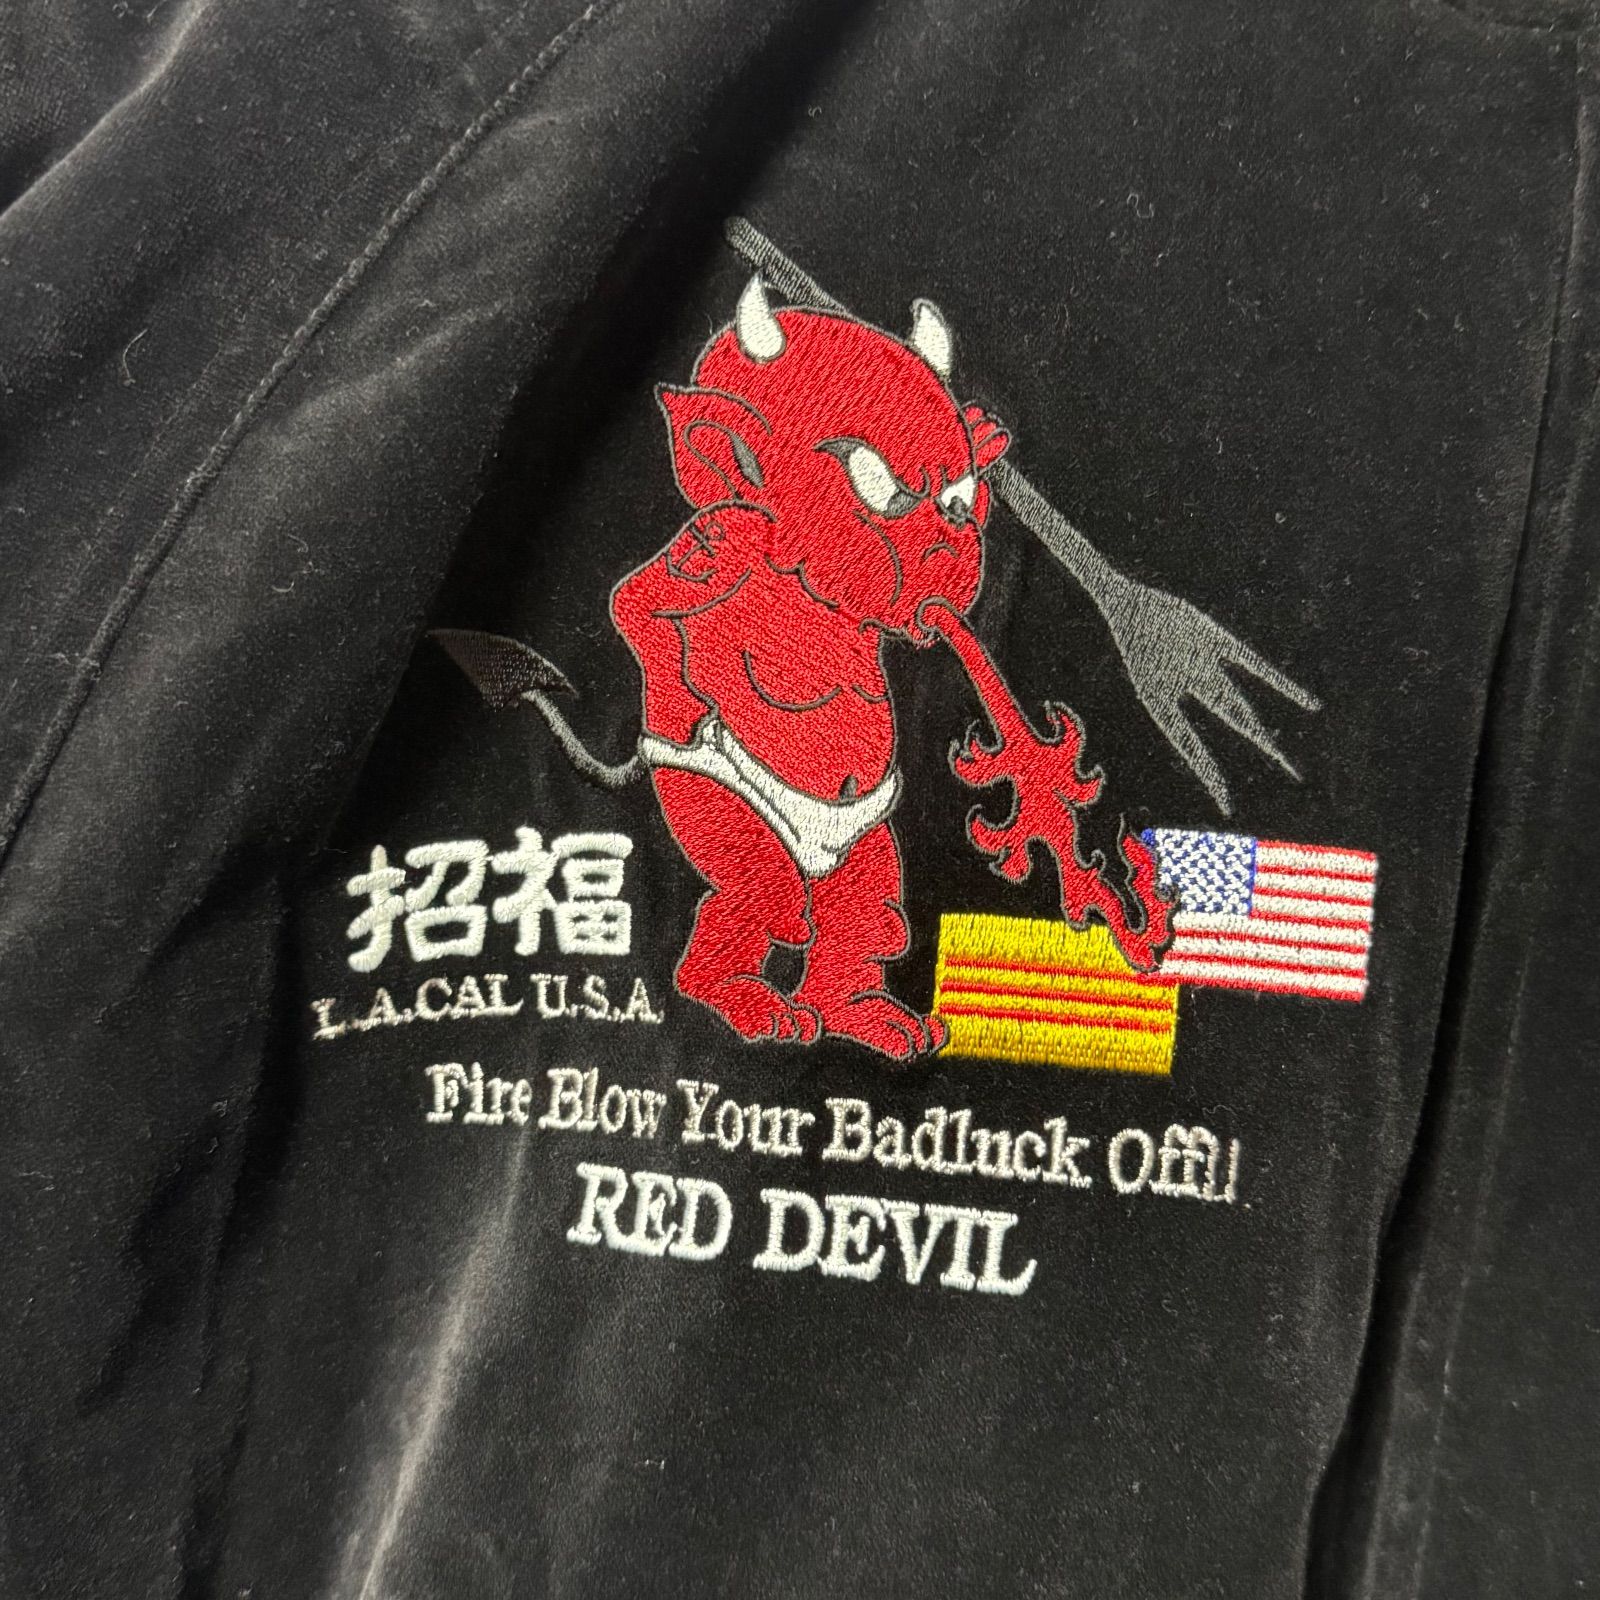 招福
L.A.CAL U.S.A.
Fire Blow Your Badluck Off!!
RED DEVIL